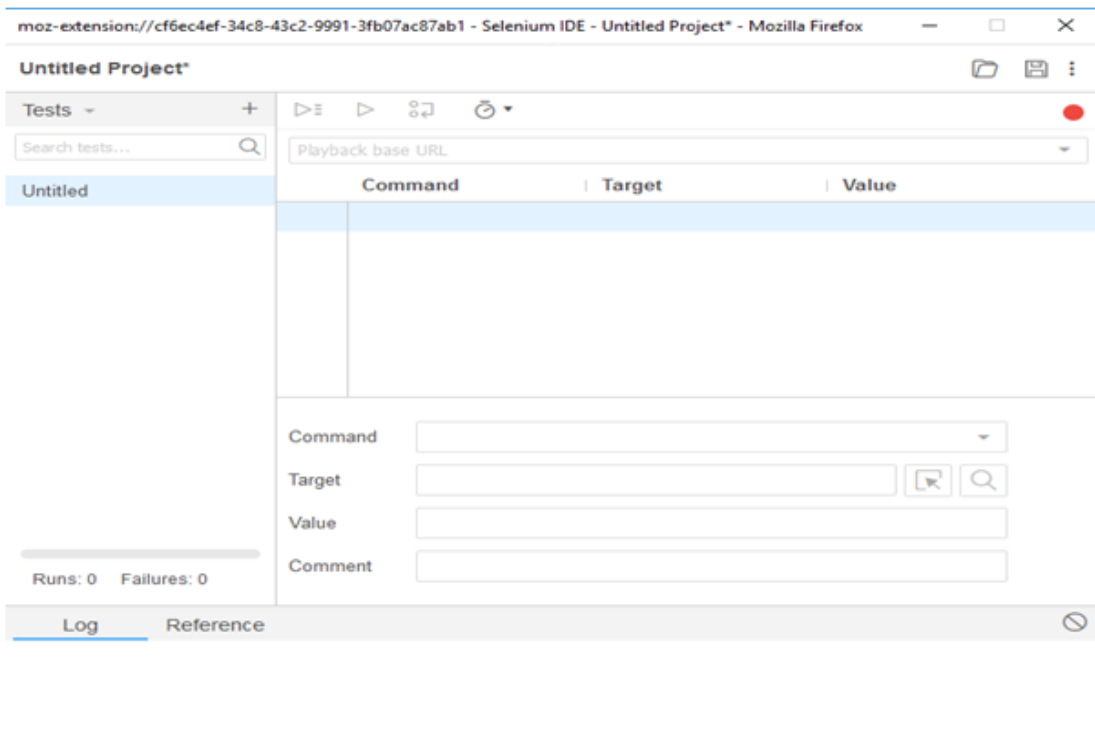 moz-extension://cf6ec4ef-34c8-43c2-9991-3fb07ac87ab1 - Selenium IDE - Untitled Project* - Mozilla Firefox
Untitled Project*
Tests
Search tests...
Playback base URL
Untitled
Command Target Value
Command
Target
Value
Comment
Runs: 0 Failures: 0
Log Reference